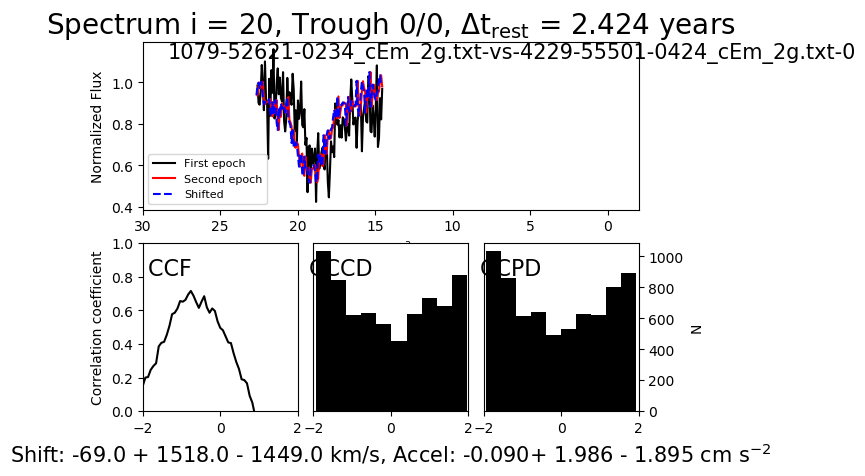 Spectrum i = 20, Trough 0/0, Δt_rest = 2.424 years
1079-52621-0234_cEm_2g.txt-vs-4229-55501-0424_cEm_2g.txt-0
Normalized Flux
1.0
0.8
0.6
0.4
First epoch
Second epoch
Shifted
30 25 20 15 10 5 0
Correlation coefficient
1.0
0.8
0.6
0.4
0.2
0.0
CCF
−2 0 2
CCCD
−2 0 2
CCPD
−2 0 2
1000
800
600
400
200
0
N
Shift: -69.0 + 1518.0 - 1449.0 km/s, Accel: -0.090+ 1.986 - 1.895 cm s⁻²